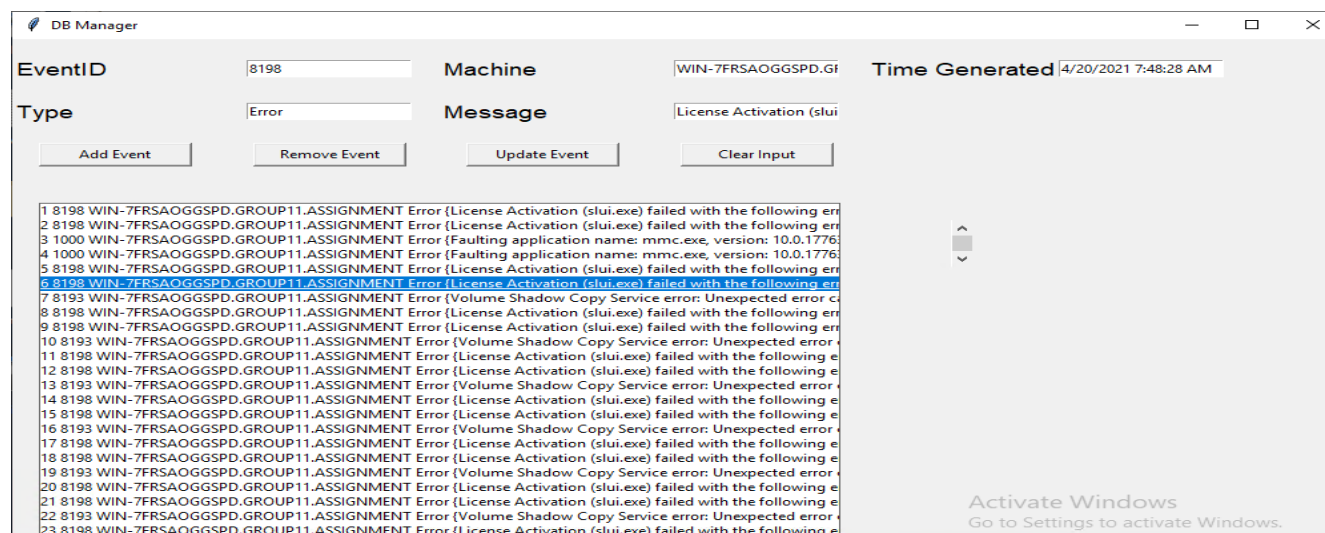 DB Manager
EventID 8198 Machine WIN-7FRSAOGGSPD.GF Time Generated 4/20/2021 7:48:28 AM
Type Error Message License Activation (slui
Add Event Remove Event Update Event Clear Input
1 8198 WIN-7FRSAOGGSPD.GROUP11.ASSIGNMENT Error {License Activation (slui.exe) failed with the following err
2 8198 WIN-7FRSAOGGSPD.GROUP11.ASSIGNMENT Error {License Activation (slui.exe) failed with the following err
3 1000 WIN-7FRSAOGGSPD.GROUP11.ASSIGNMENT Error {Faulting application name: mmc.exe, version: 10.0.17763
4 1000 WIN-7FRSAOGGSPD.GROUP11.ASSIGNMENT Error {Faulting application name: mmc.exe, version: 10.0.17763
5 8198 WIN-7FRSAOGGSPD.GROUP11.ASSIGNMENT Error {License Activation (slui.exe) failed with the following err
6 8198 WIN-7FRSAOGGSPD.GROUP11.ASSIGNMENT Error {License Activation (slui.exe) failed with the following err
7 8193 WIN-7FRSAOGGSPD.GROUP11.ASSIGNMENT Error {Volume Shadow Copy Service error: Unexpected error ca
8 8198 WIN-7FRSAOGGSPD.GROUP11.ASSIGNMENT Error {License Activation (slui.exe) failed with the following err
9 8198 WIN-7FRSAOGGSPD.GROUP11.ASSIGNMENT Error {License Activation (slui.exe) failed with the following err
10 8193 WIN-7FRSAOGGSPD.GROUP11.ASSIGNMENT Error {Volume Shadow Copy Service error: Unexpected error
11 8198 WIN-7FRSAOGGSPD.GROUP11.ASSIGNMENT Error {License Activation (slui.exe) failed with the following e
12 8198 WIN-7FRSAOGGSPD.GROUP11.ASSIGNMENT Error {License Activation (slui.exe) failed with the following e
13 8193 WIN-7FRSAOGGSPD.GROUP11.ASSIGNMENT Error {Volume Shadow Copy Service error: Unexpected error
14 8198 WIN-7FRSAOGGSPD.GROUP11.ASSIGNMENT Error {License Activation (slui.exe) failed with the following e
15 8198 WIN-7FRSAOGGSPD.GROUP11.ASSIGNMENT Error {License Activation (slui.exe) failed with the following e
16 8193 WIN-7FRSAOGGSPD.GROUP11.ASSIGNMENT Error {Volume Shadow Copy Service error: Unexpected error
17 8198 WIN-7FRSAOGGSPD.GROUP11.ASSIGNMENT Error {License Activation (slui.exe) failed with the following e
18 8198 WIN-7FRSAOGGSPD.GROUP11.ASSIGNMENT Error {License Activation (slui.exe) failed with the following e
19 8193 WIN-7FRSAOGGSPD.GROUP11.ASSIGNMENT Error {Volume Shadow Copy Service error: Unexpected error
20 8198 WIN-7FRSAOGGSPD.GROUP11.ASSIGNMENT Error {License Activation (slui.exe) failed with the following e
21 8198 WIN-7FRSAOGGSPD.GROUP11.ASSIGNMENT Error {License Activation (slui.exe) failed with the following e
22 8193 WIN-7FRSAOGGSPD.GROUP11.ASSIGNMENT Error {Volume Shadow Copy Service error: Unexpected error
23 8198 WIN-7FRSAOGGSPD.GROUP11.ASSIGNMENT Error {License Activation (slui.exe) failed with the following e
Activate Windows
Go to Settings to activate Windows.